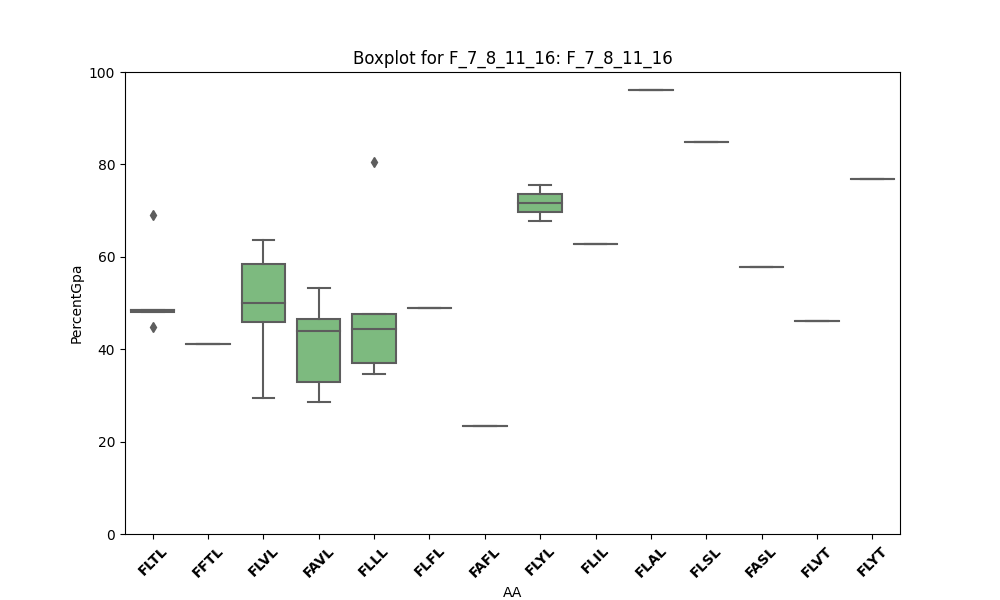 Boxplot for F_7_8_11_16: F_7_8_11_16
100
80
60
40
20
0
PercentGpa
FLTL FFTL FLVL FAVL FLLL FLFL FAFL FLYL FLIL FLAL FLSL FASL FLVT FLYT
AA